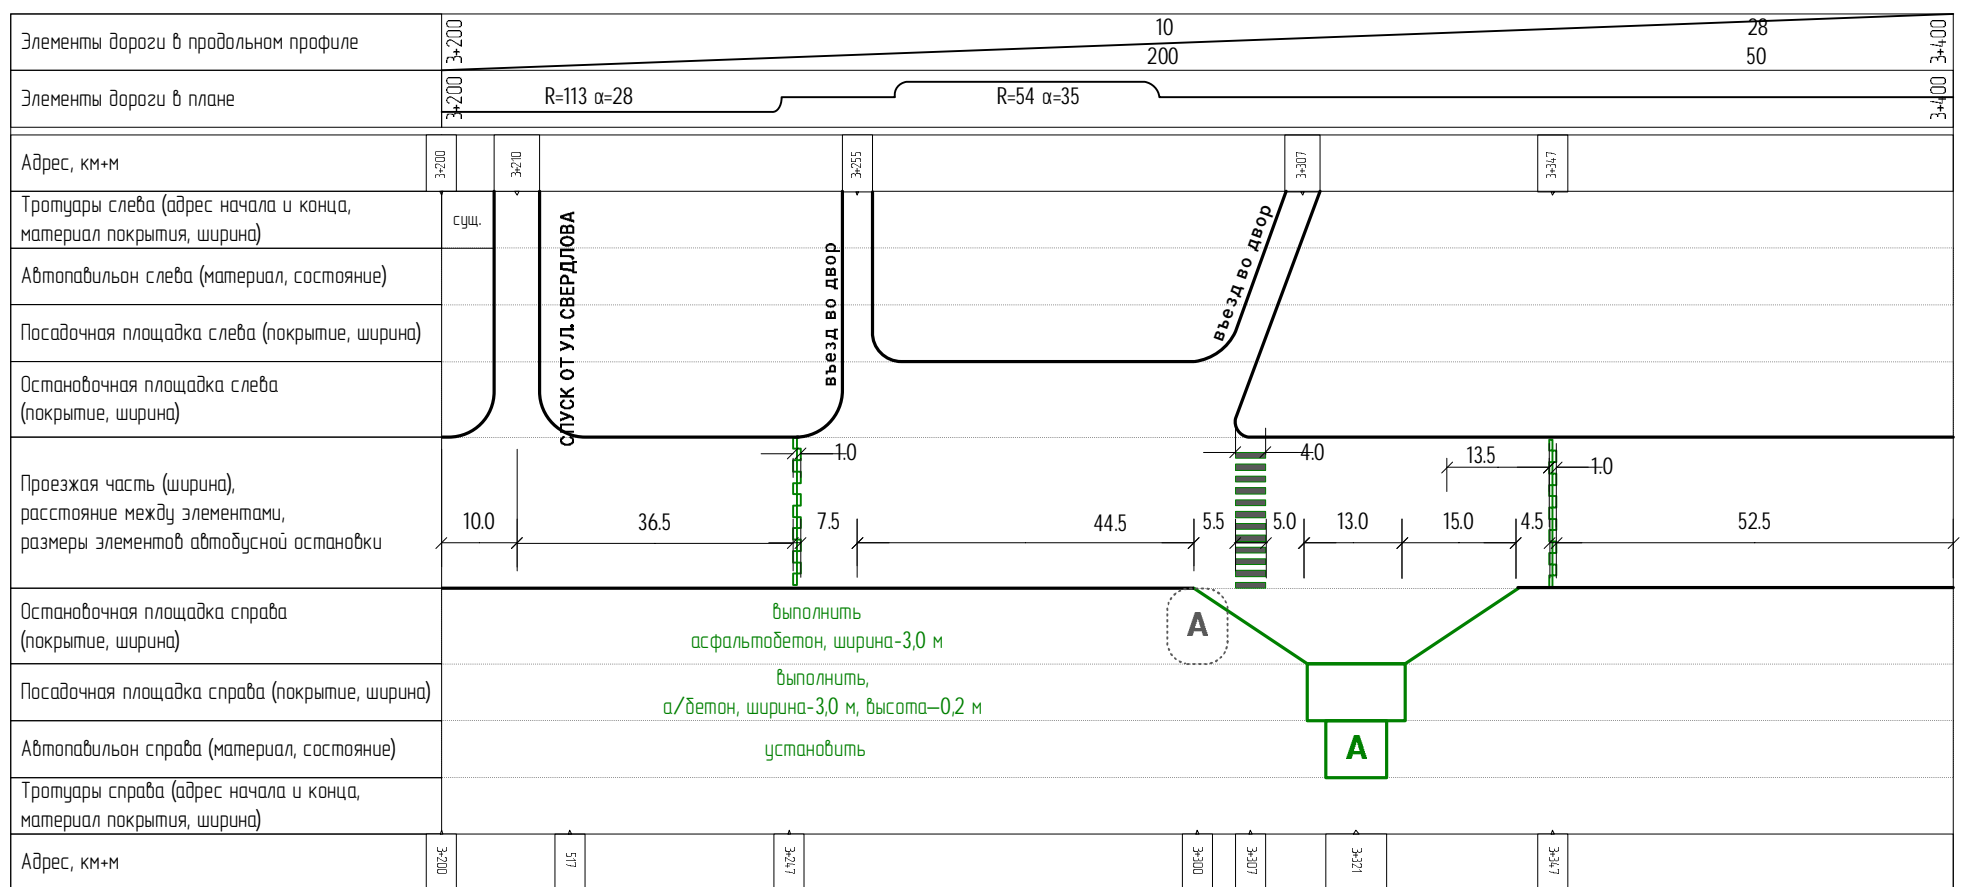 Элементы дороги в продольном профиле
3+200
10
200
28
50
3+400
Элементы дороги в плане
3+200
R=113 α=28
R=54 α=35
3+400
Адрес, км+м
3+200
3+210
3+255
3+307
3+347
Тротуары слева (адрес начала и конца,
материал покрытия, ширина)
сущ.
СПУСК ОТ УЛ. СВЕРДЛОВА
въезд во двор
въезд во двор
Автопавильон слева (материал, состояние)
Посадочная площадка слева (покрытие, ширина)
Остановочная площадка слева
(покрытие, ширина)
Проезжая часть (ширина),
расстояние между элементами,
размеры элементов автобусной остановки
1.0
4.0
13.5
1.0
10.0
36.5
7.5
44.5
5.5
5.0
13.0
15.0
4.5
52.5
Остановочная площадка справа
(покрытие, ширина)
выполнить
асфальтобетон, ширина-3,0 м
А
Посадочная площадка справа (покрытие, ширина)
выполнить,
а/бетон, ширина-3,0 м, высота–0,2 м
Автопавильон справа (материал, состояние)
установить
А
Тротуары справа (адрес начала и конца,
материал покрытия, ширина)
Адрес, км+м
3+200
517
3+247
3+300
3+307
3+321
3+347